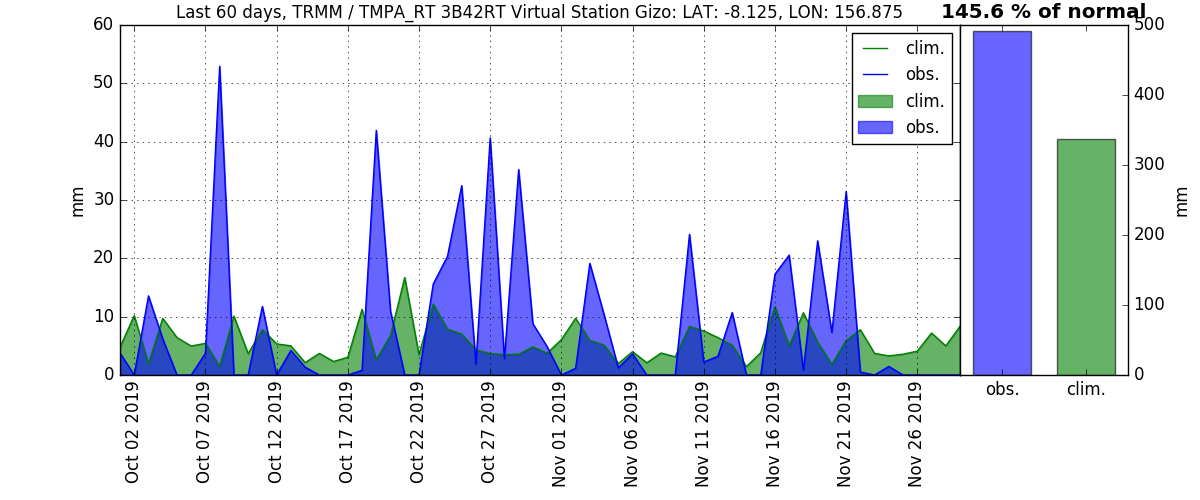 Last 60 days, TRMM / TMPA_RT 3B42RT Virtual Station Gizo: LAT: -8.125, LON: 156.875
145.6 % of normal
60
50
40
30
20
10
0
mm
clim.
obs.
clim.
obs.
Oct 02 2019
Oct 07 2019
Oct 12 2019
Oct 17 2019
Oct 22 2019
Oct 27 2019
Nov 01 2019
Nov 06 2019
Nov 11 2019
Nov 16 2019
Nov 21 2019
Nov 26 2019
500
400
300
200
100
0
mm
obs.
clim.